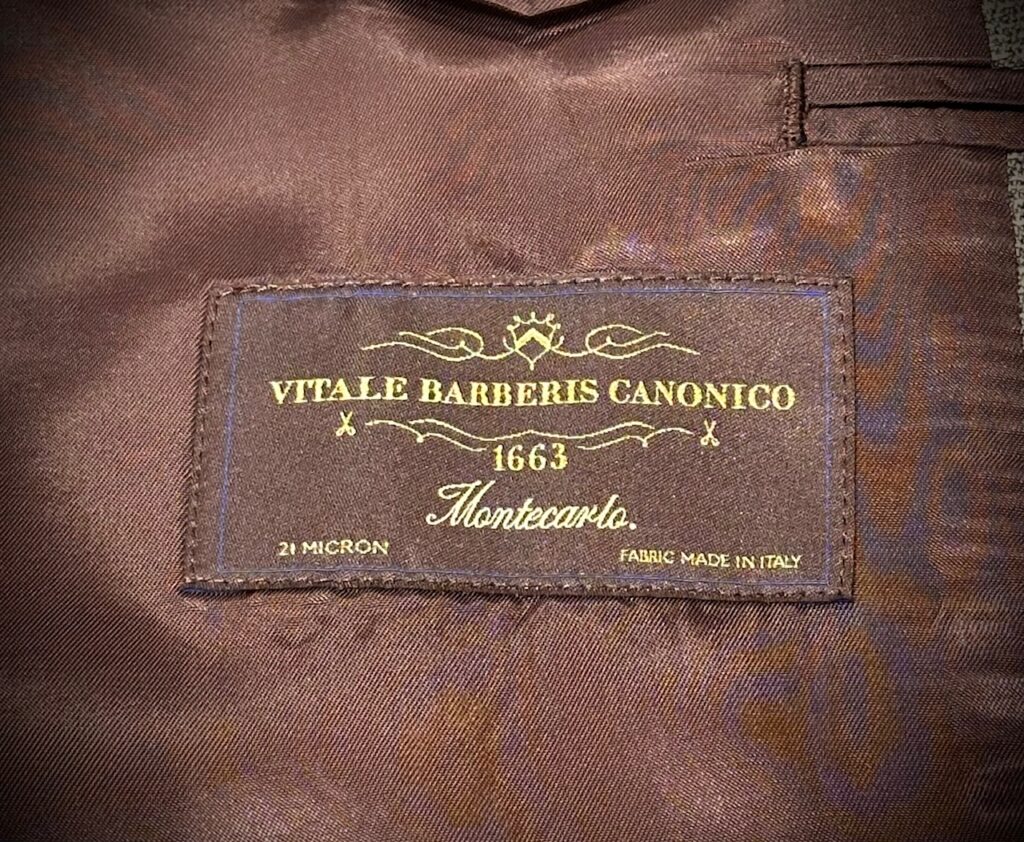 VITALE BARBERIS CANONICO
1663
Montecarlo.
21 MICRON
FABRIC MADE IN ITALY